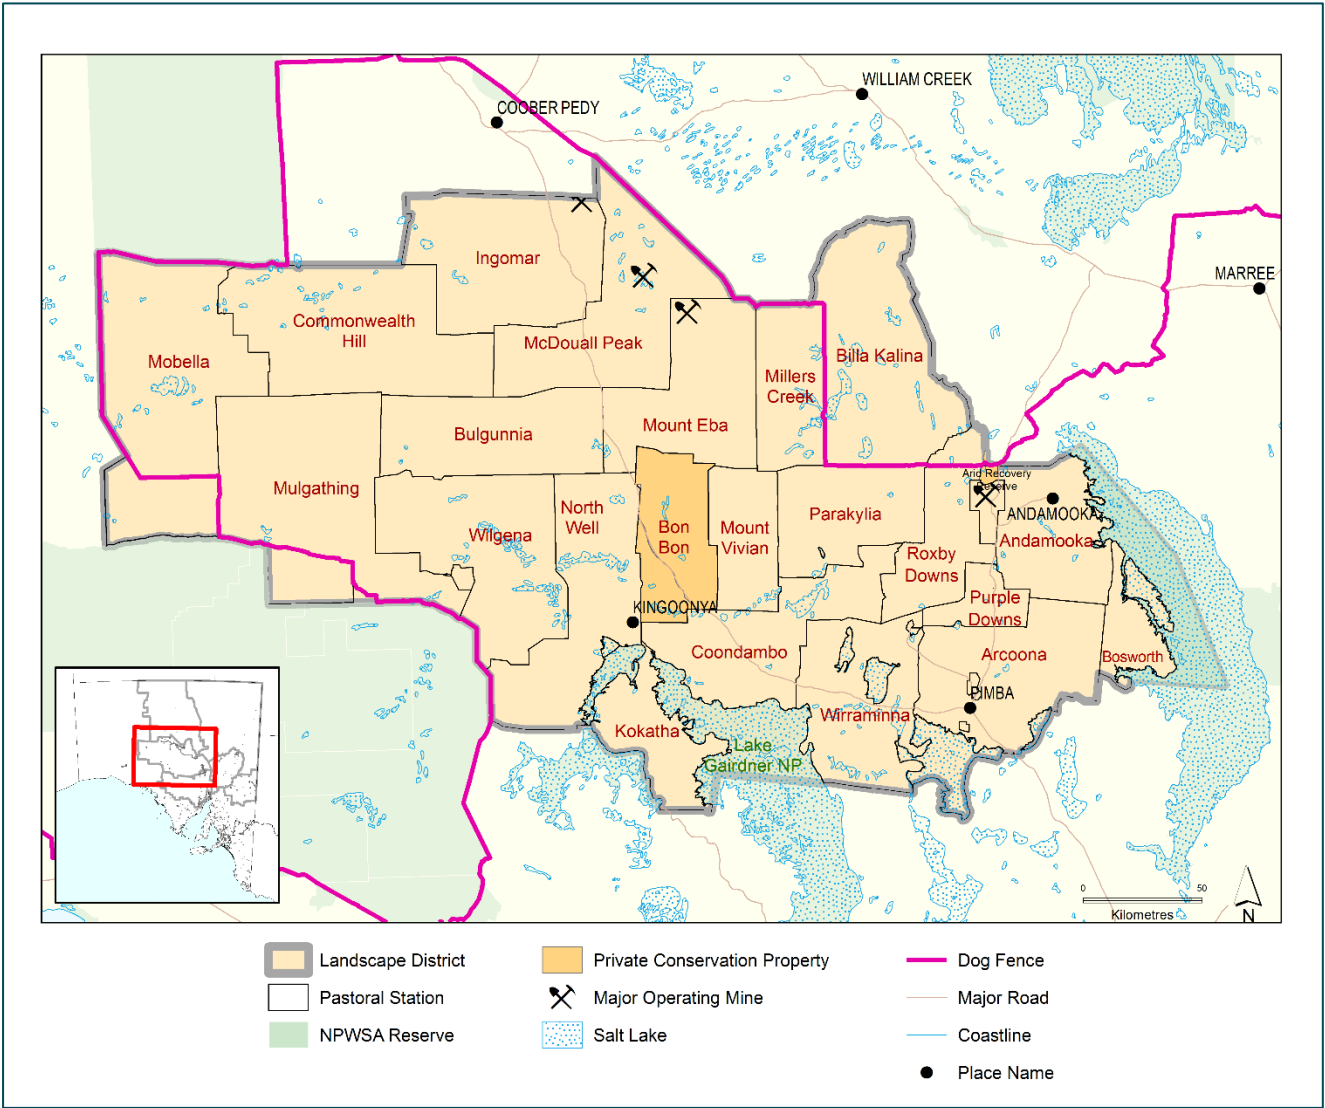 WILLIAM CREEK
COOBER PEDY
Ingomar
MARREE
Commonwealth
Hill
McDouall Peak
Billa Kalina
Mobella
Millers
Creek
Mount Eba
Bulgunnia
Arid Recovery
Reserve
Mulgathing
North
Well
Parakylia
ANDAMOOKA
Wilgena
Bon
Bon
Mount
Vivian
Andamooka
Roxby
Downs
Purple
Downs
KINGOONYA
Coondambo
Arcoona
Bosworth
PIMBA
Wirraminna
Kokatha
Lake
Gairdner NP
0 50
Kilometres
N
Landscape District
Private Conservation Property
Dog Fence
Pastoral Station
Major Operating Mine
Major Road
NPWSA Reserve
Salt Lake
Coastline
Place Name